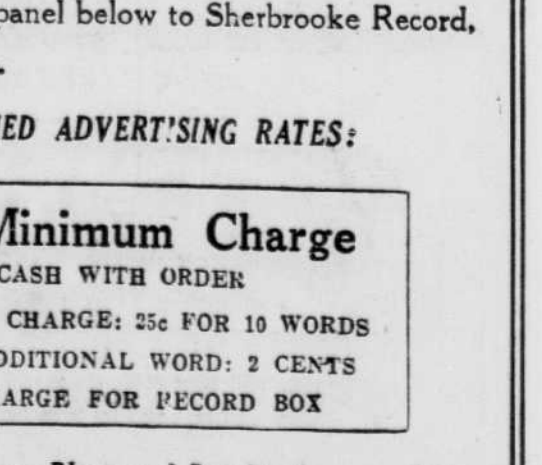 panel below to Sherbrooke Record,
ED ADVERTISING RATES:
Minimum Charge
CASH WITH ORDER
CHARGE: 25c FOR 10 WORDS
DDITIONAL WORD: 2 CENTS
ARGE FOR RECORD BOX